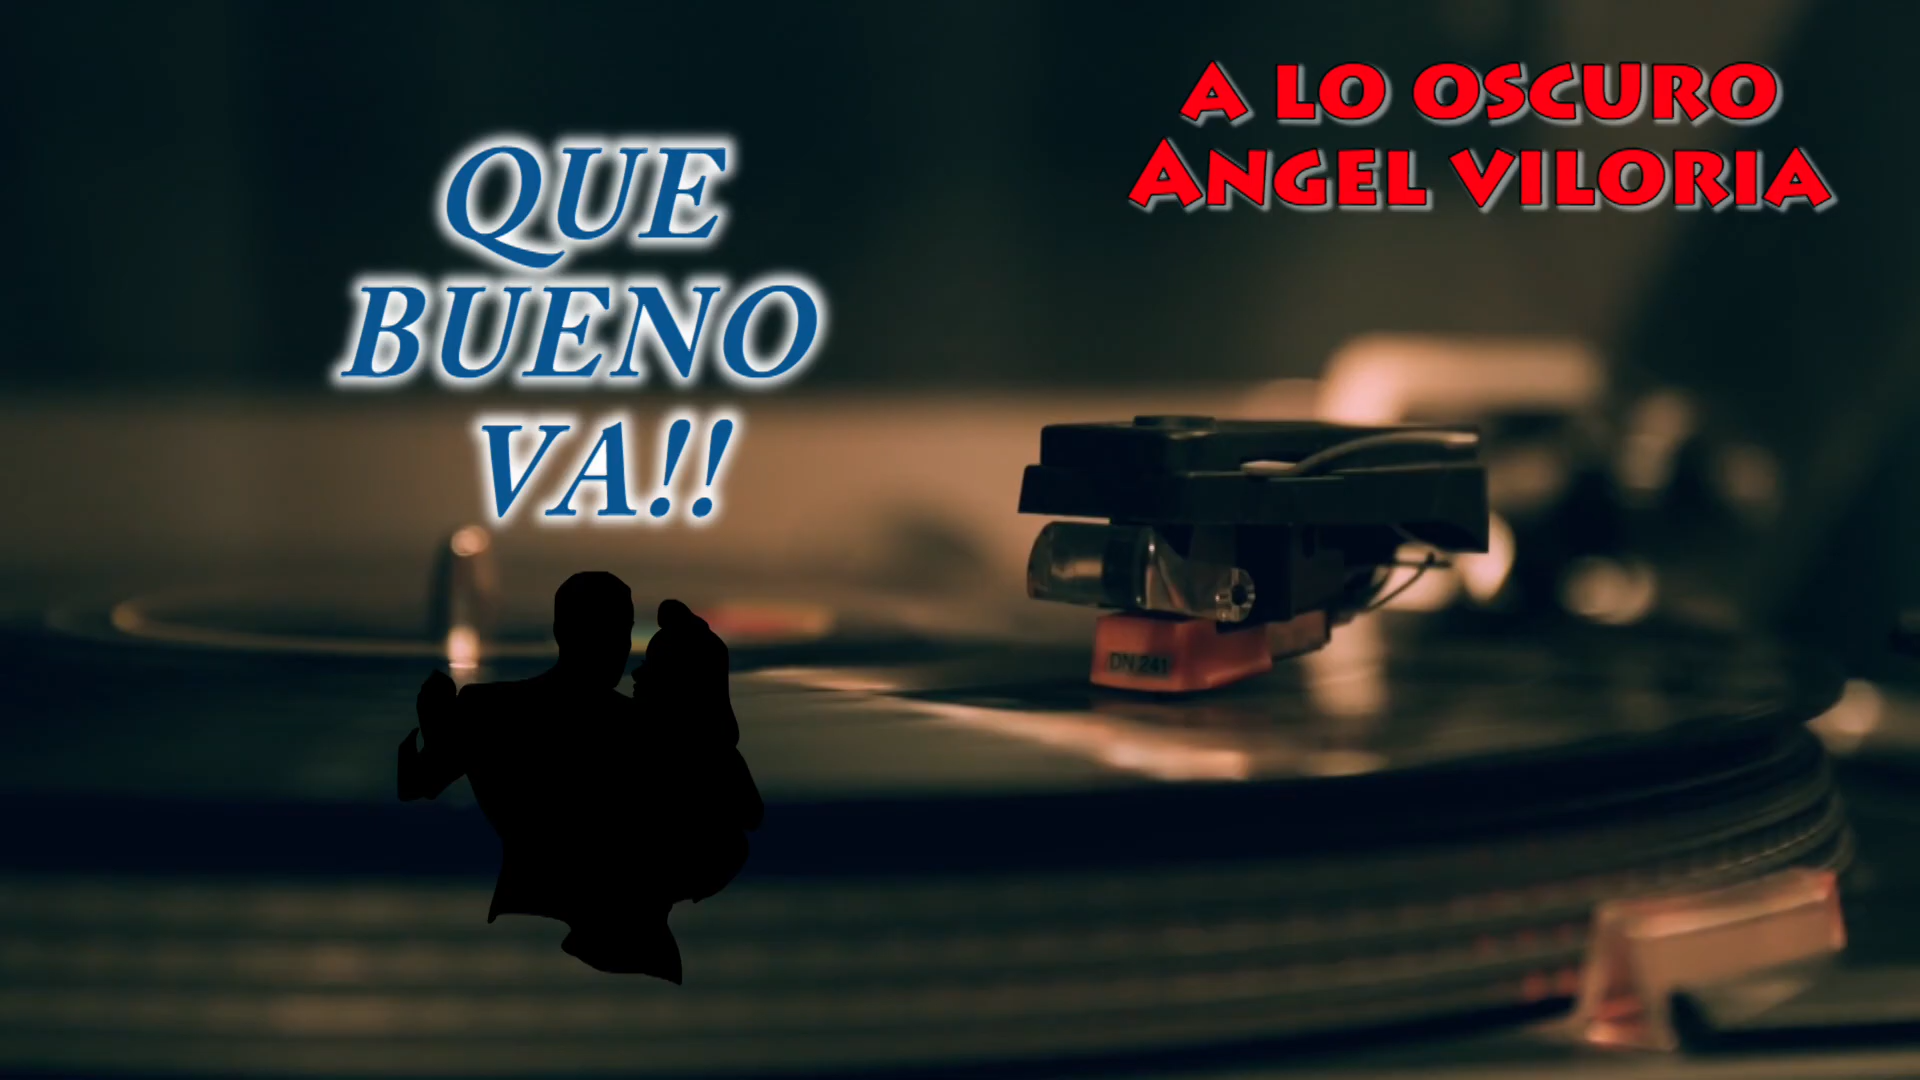 A LO OSCURO
ANGEL VILORIA
QUE
BUENO
VA!!
DN 241